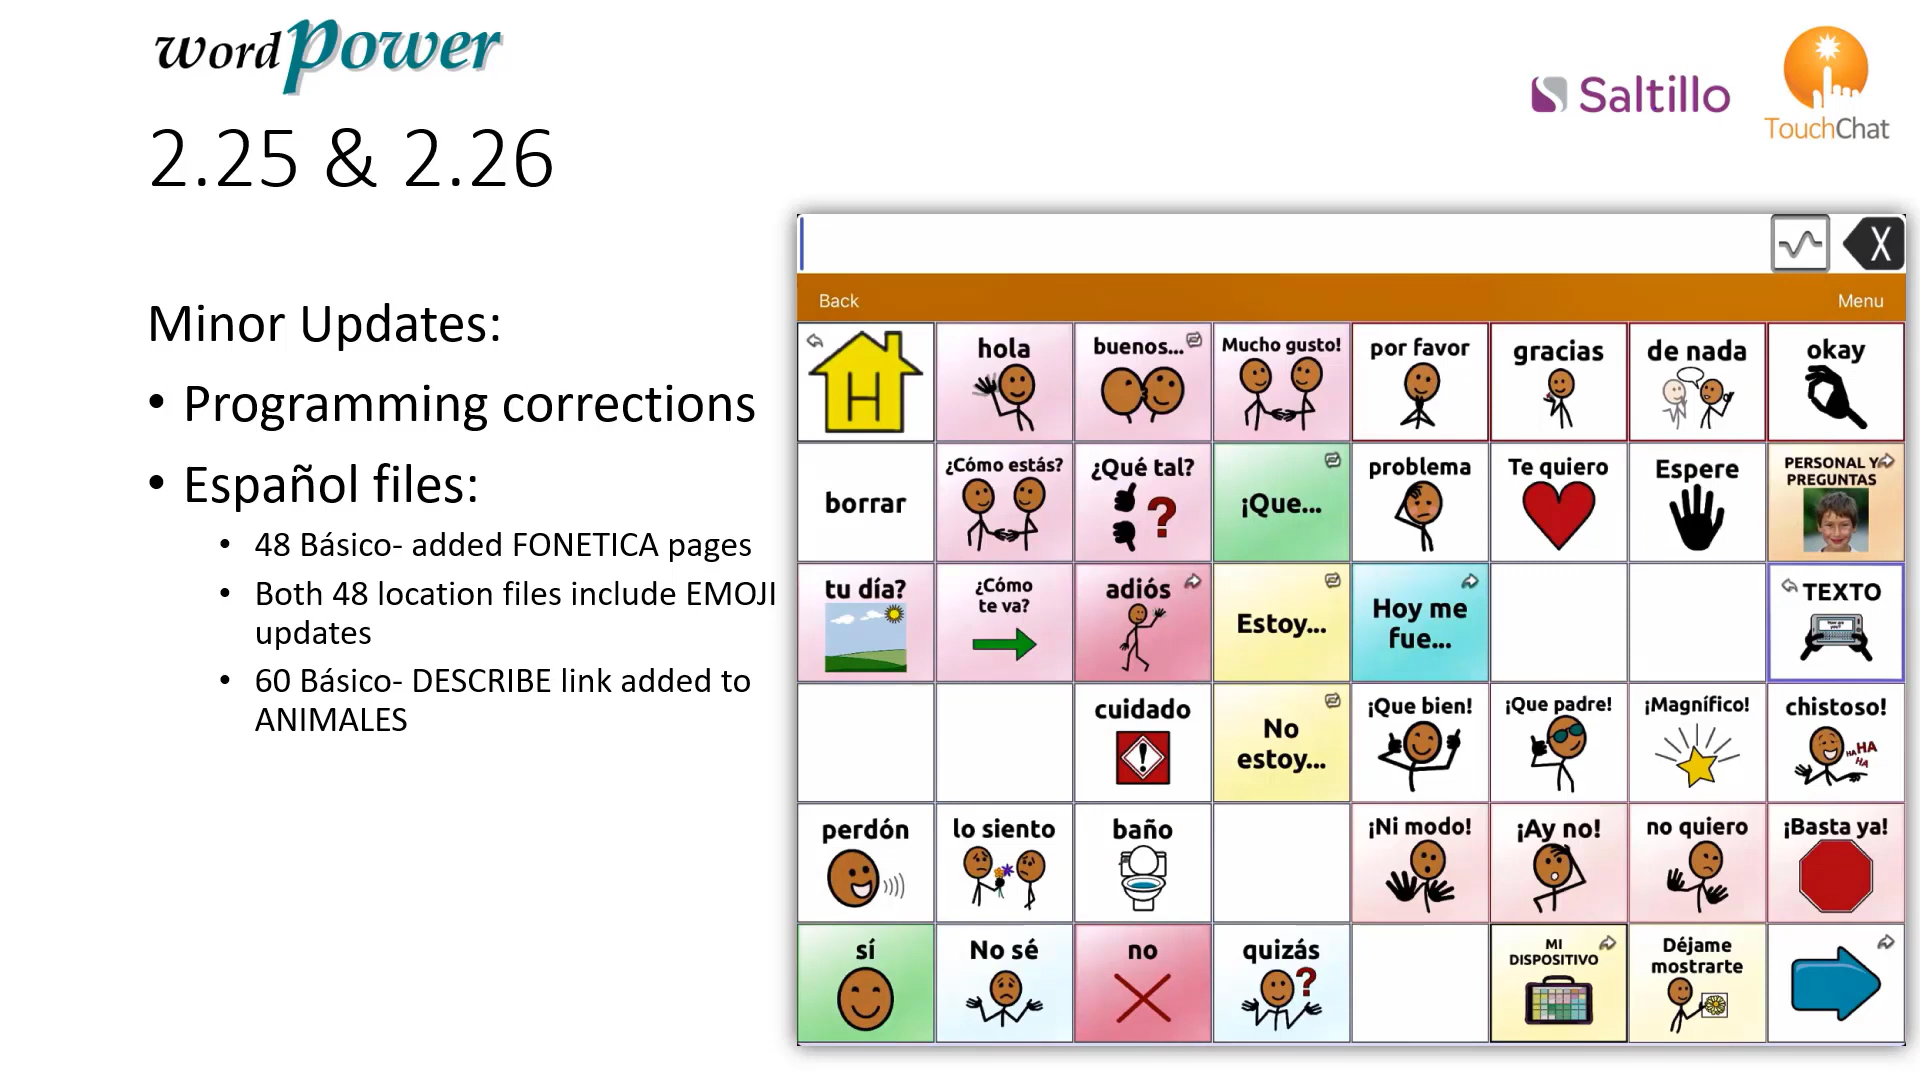 wordpower
2.25 & 2.26
Saltillo
TouchChat
Minor Updates:
• Programming corrections
• Español files:
• 48 Básico- added FONETICA pages
• Both 48 location files include EMOJI
updates
• 60 Básico- DESCRIBE link added to
ANIMALES
X
Back
Menu
H
hola
buenos...
Mucho gusto!
por favor
gracias
de nada
okay
borrar
¿Cómo estás?
¿Qué tal?
?
¡Que...
problema
Te quiero
Espere
PERSONAL Y
PREGUNTAS
tu día?
¿Cómo
te va?
adiós
Estoy...
Hoy me
fue...
TEXTO
cuidado
!
No
estoy...
¡Que bien!
¡Que padre!
¡Magnífico!
chistoso!
HA HA
HA
perdón
lo siento
baño
¡Ni modo!
¡Ay no!
no quiero
¡Basta ya!
sí
No sé
no
quizás
?
MI
DISPOSITIVO
Déjame
mostrarte